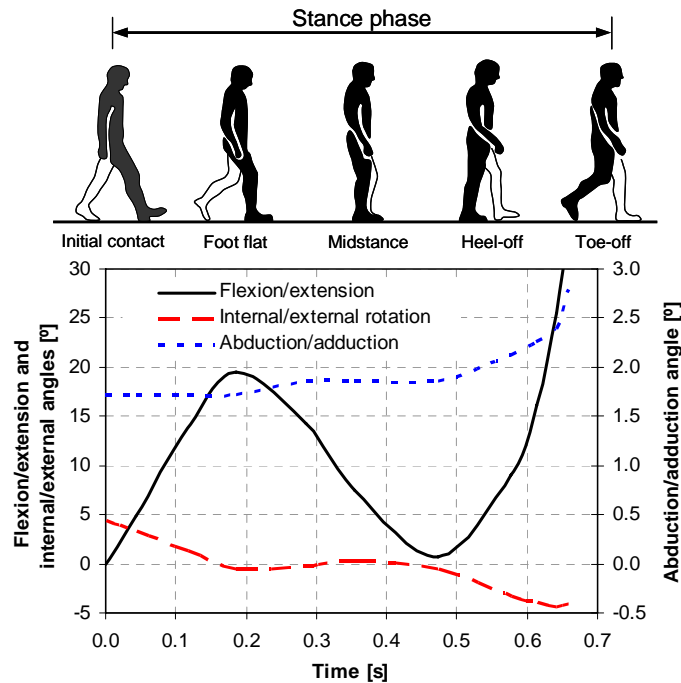 Stance phase
Initial contact Foot flat Midstance Heel-off Toe-off
Flexion/extension and
internal/external angles [º]
30
25
20
15
10
5
0
-5
Flexion/extension
Internal/external rotation
Abduction/adduction
3.0
2.5
2.0
1.5
1.0
0.5
0.0
-0.5
Abduction/adduction angle [º]
0.0 0.1 0.2 0.3 0.4 0.5 0.6 0.7
Time [s]